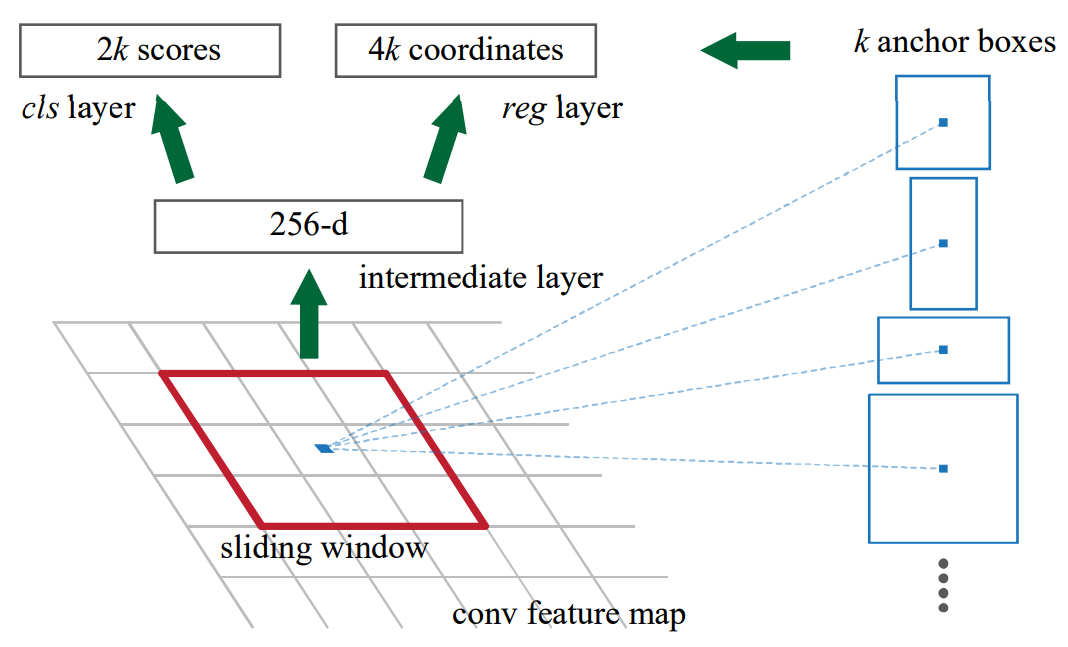 2k scores
4k coordinates
k anchor boxes
cls layer
reg layer
256-d
intermediate layer
sliding window
conv feature map